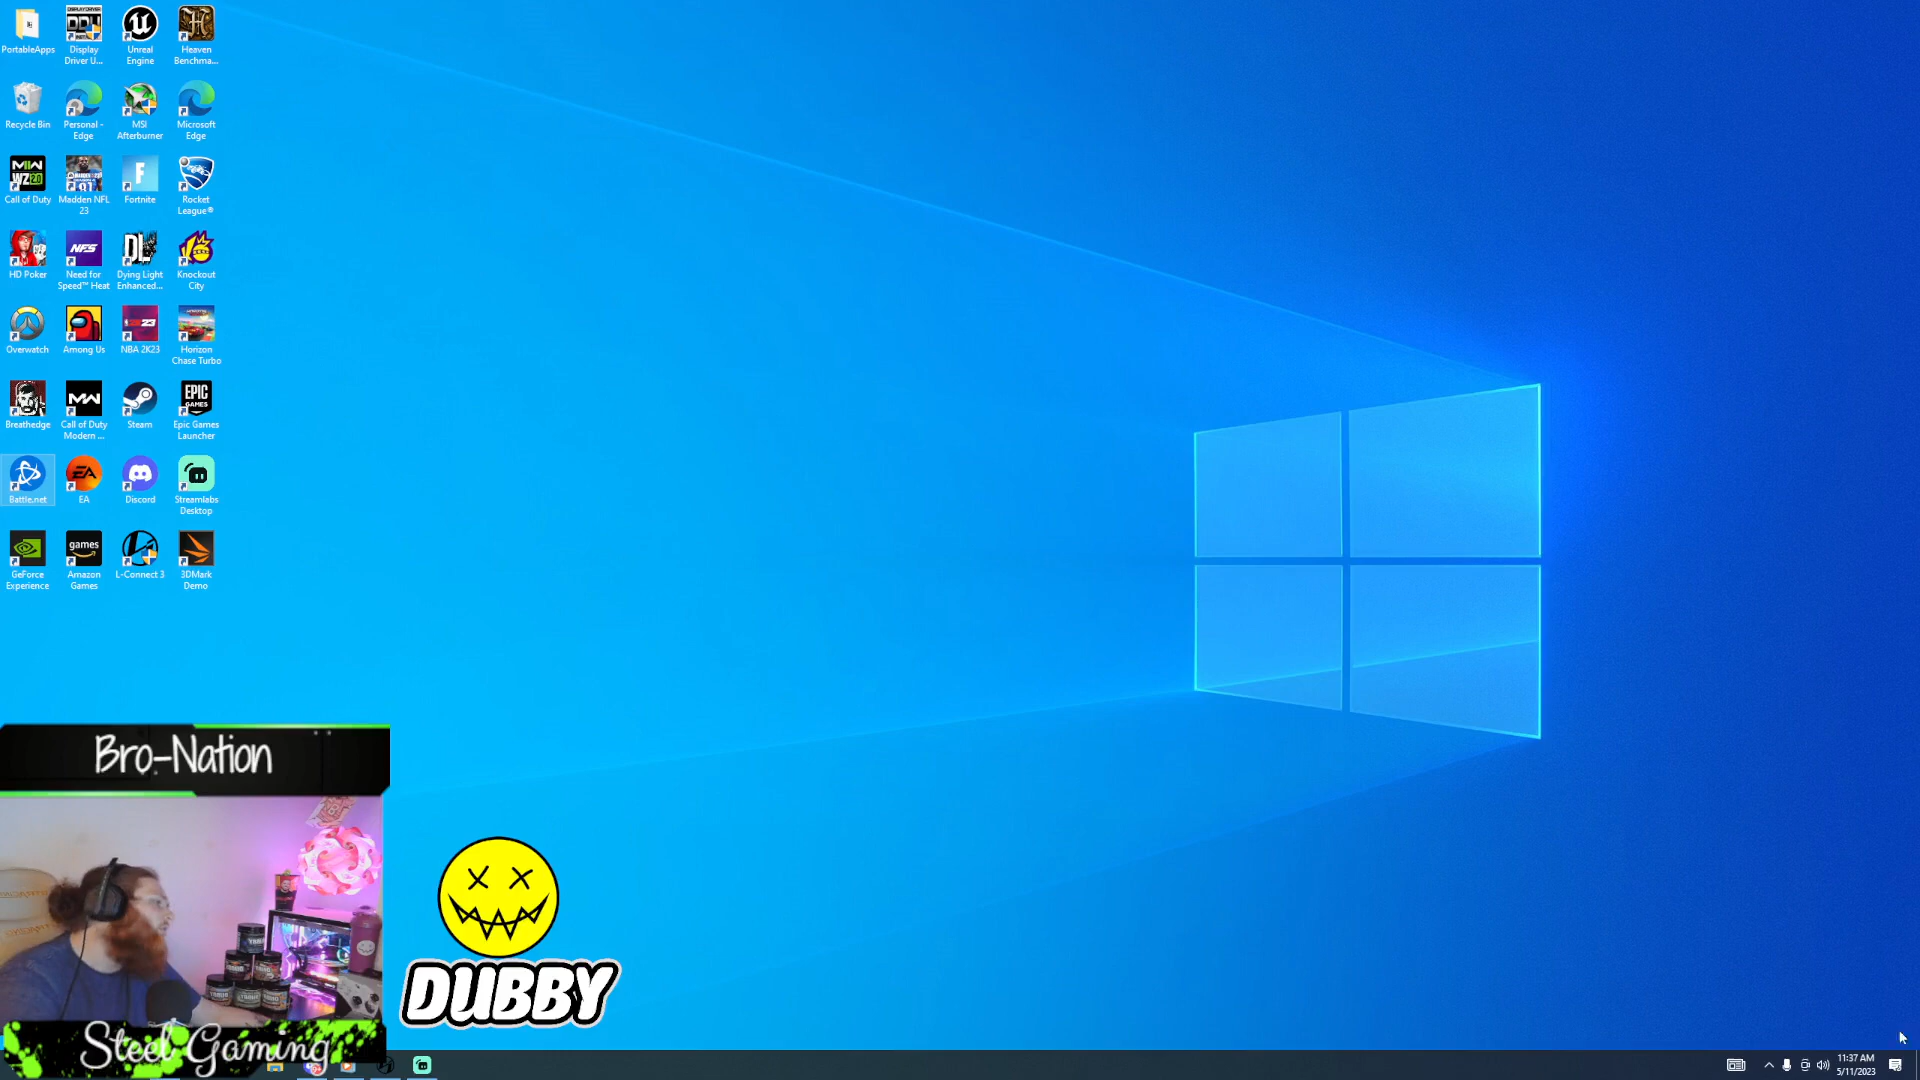 PortableApps
Display
Driver U...
Unreal
Engine
Heaven
Benchma...
Recycle Bin
Personal -
Edge
MSI
Afterburner
Microsoft
Edge
Call of Duty
Madden NFL
23
Fortnite
Rocket
League®
HD Poker
Need for
Speed™ Heat
Dying Light
Enhanced...
Knockout
City
Overwatch
Among Us
NBA 2K23
Horizon
Chase Turbo
Breathedge
Call of Duty
Modern ...
Steam
EPIC
GAMES
Epic Games
Launcher
Battle.net
EA
EA
Discord
Streamlabs
Desktop
GeForce
Experience
games
Amazon
Games
L-Connect 3
3DMark
Demo
Bro-Nation
DUBBY
Steel Gaming
11:37 AM
5/11/2023